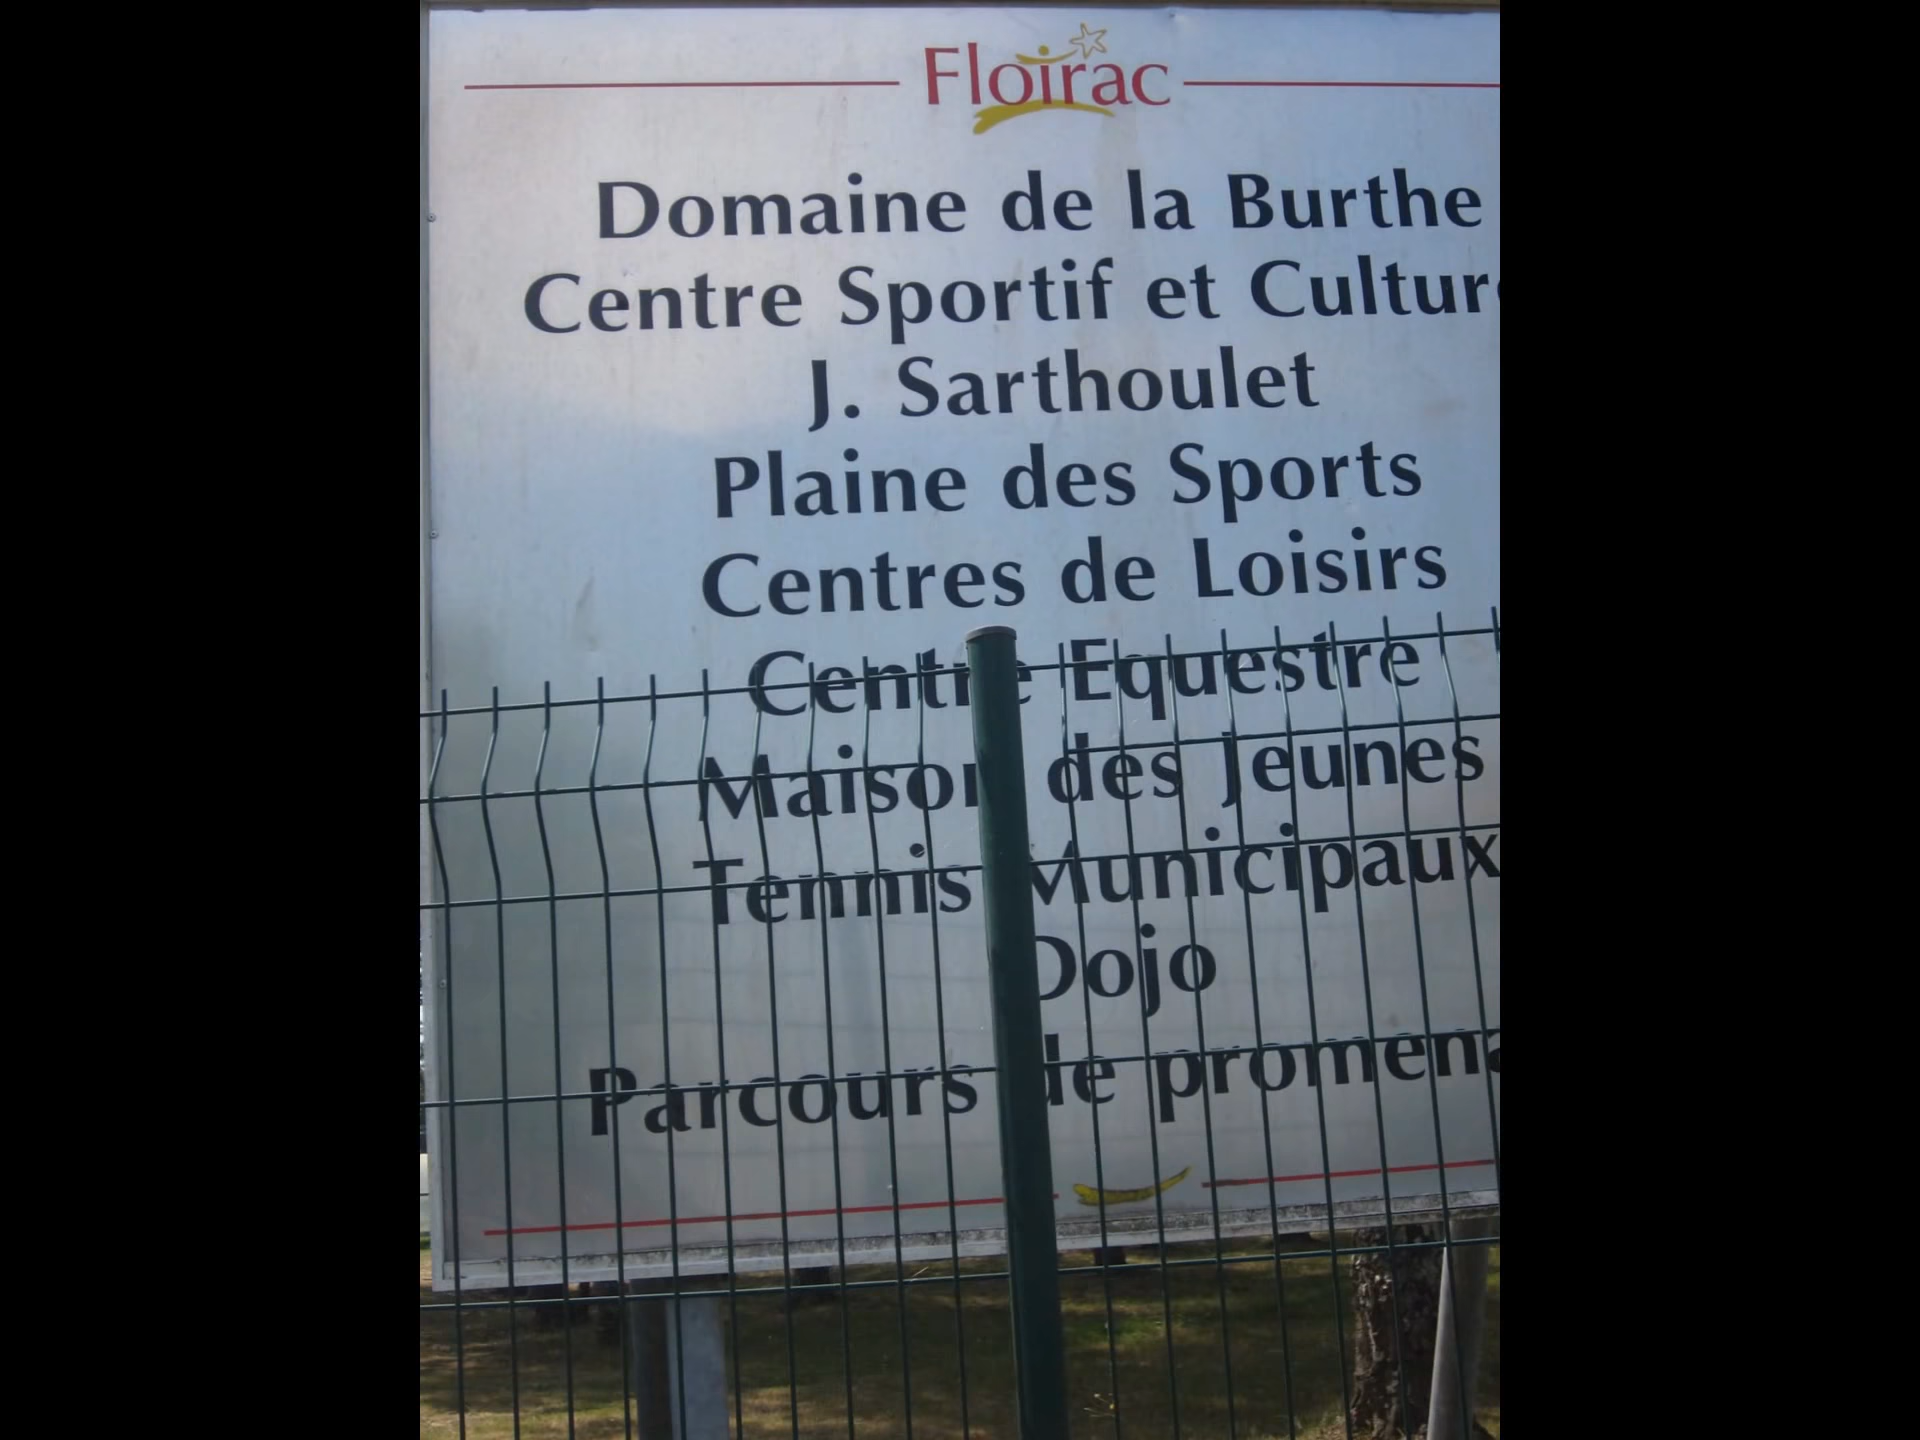 Floirac
Domaine de la Burthe
Centre Sportif et Cultur
J. Sarthoulet
Plaine des Sports
Centres de Loisirs
Centre Equestre
Maison des Jeunes
Tennis Municipaux
Dojo
Parcours de promena